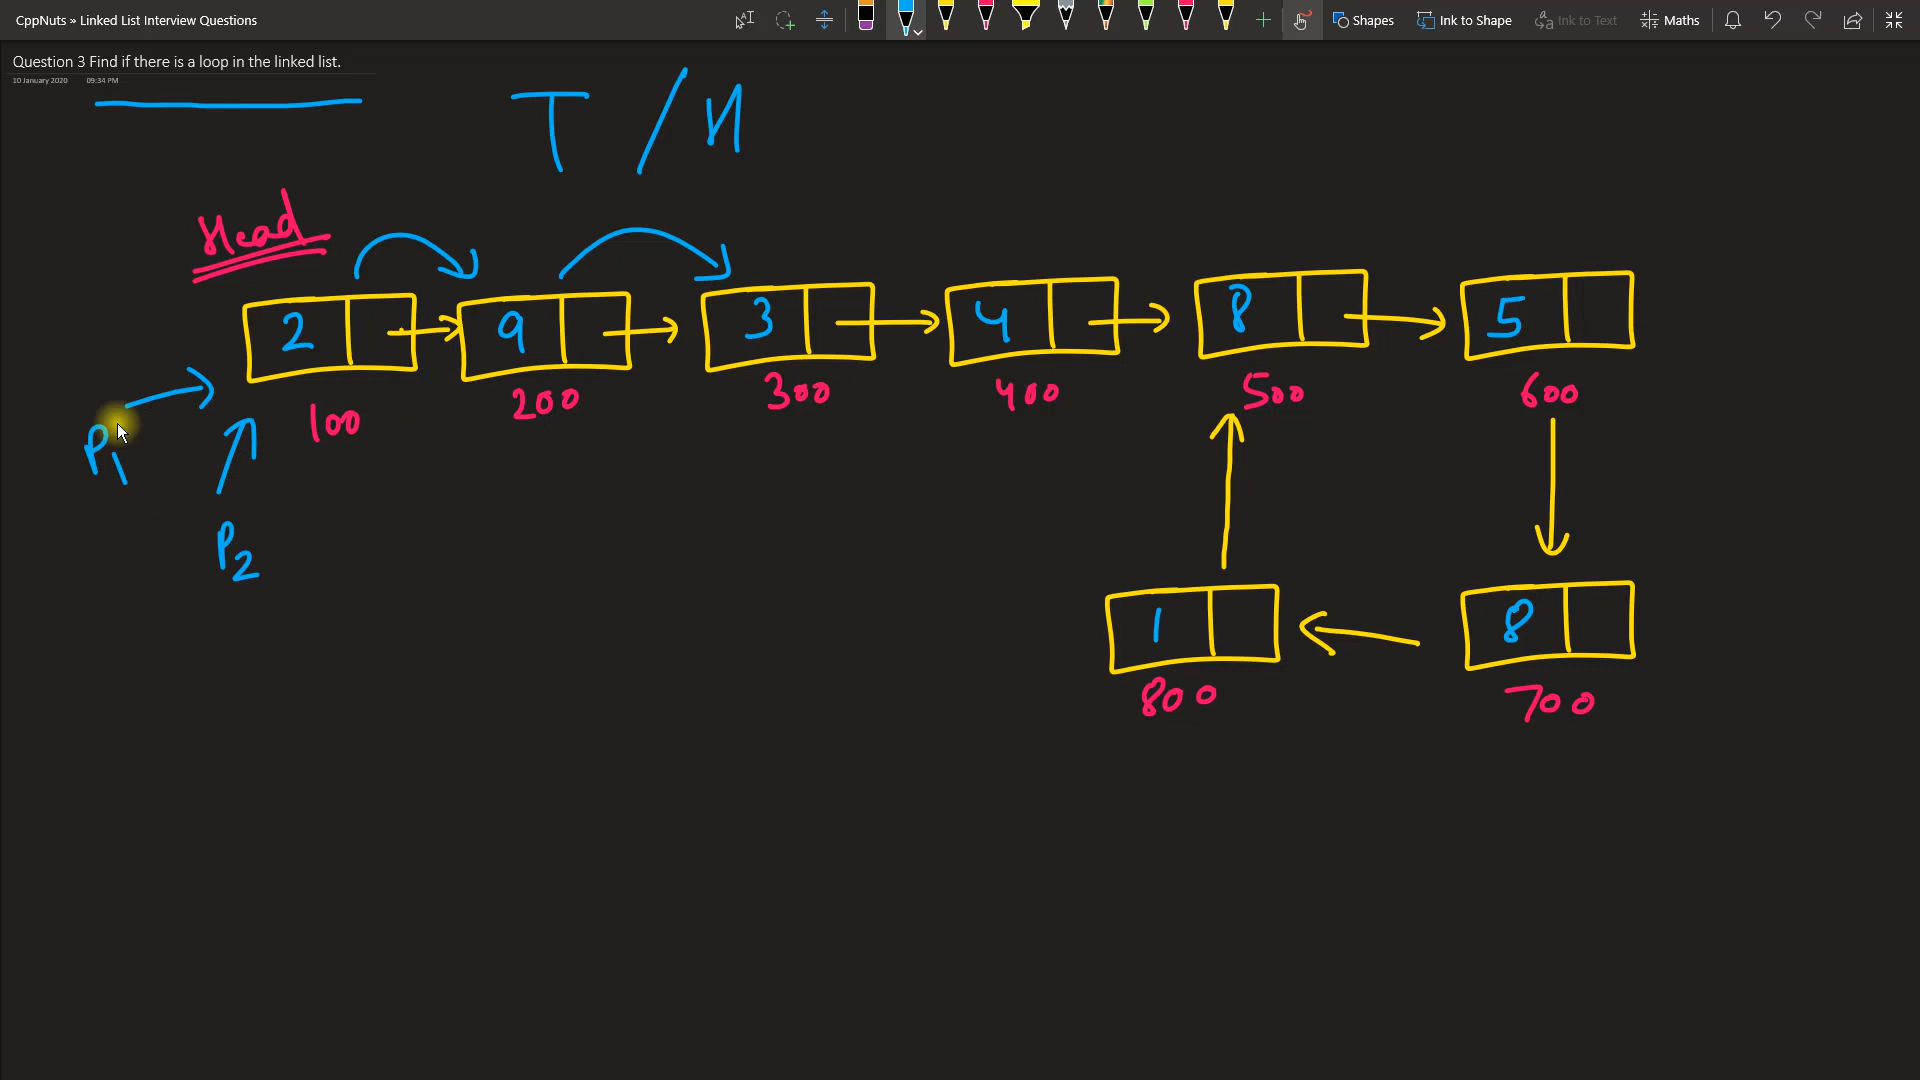 CppNuts » Linked List Interview Questions
Shapes Ink to Shape Ink to Text Maths
Question 3 Find if there is a loop in the linked list.
10 January 2020 09:34 PM
T / H
Head
2 9 3 4 8 5
100 200 300 400 500 600
P1
P2
1 8
800 700